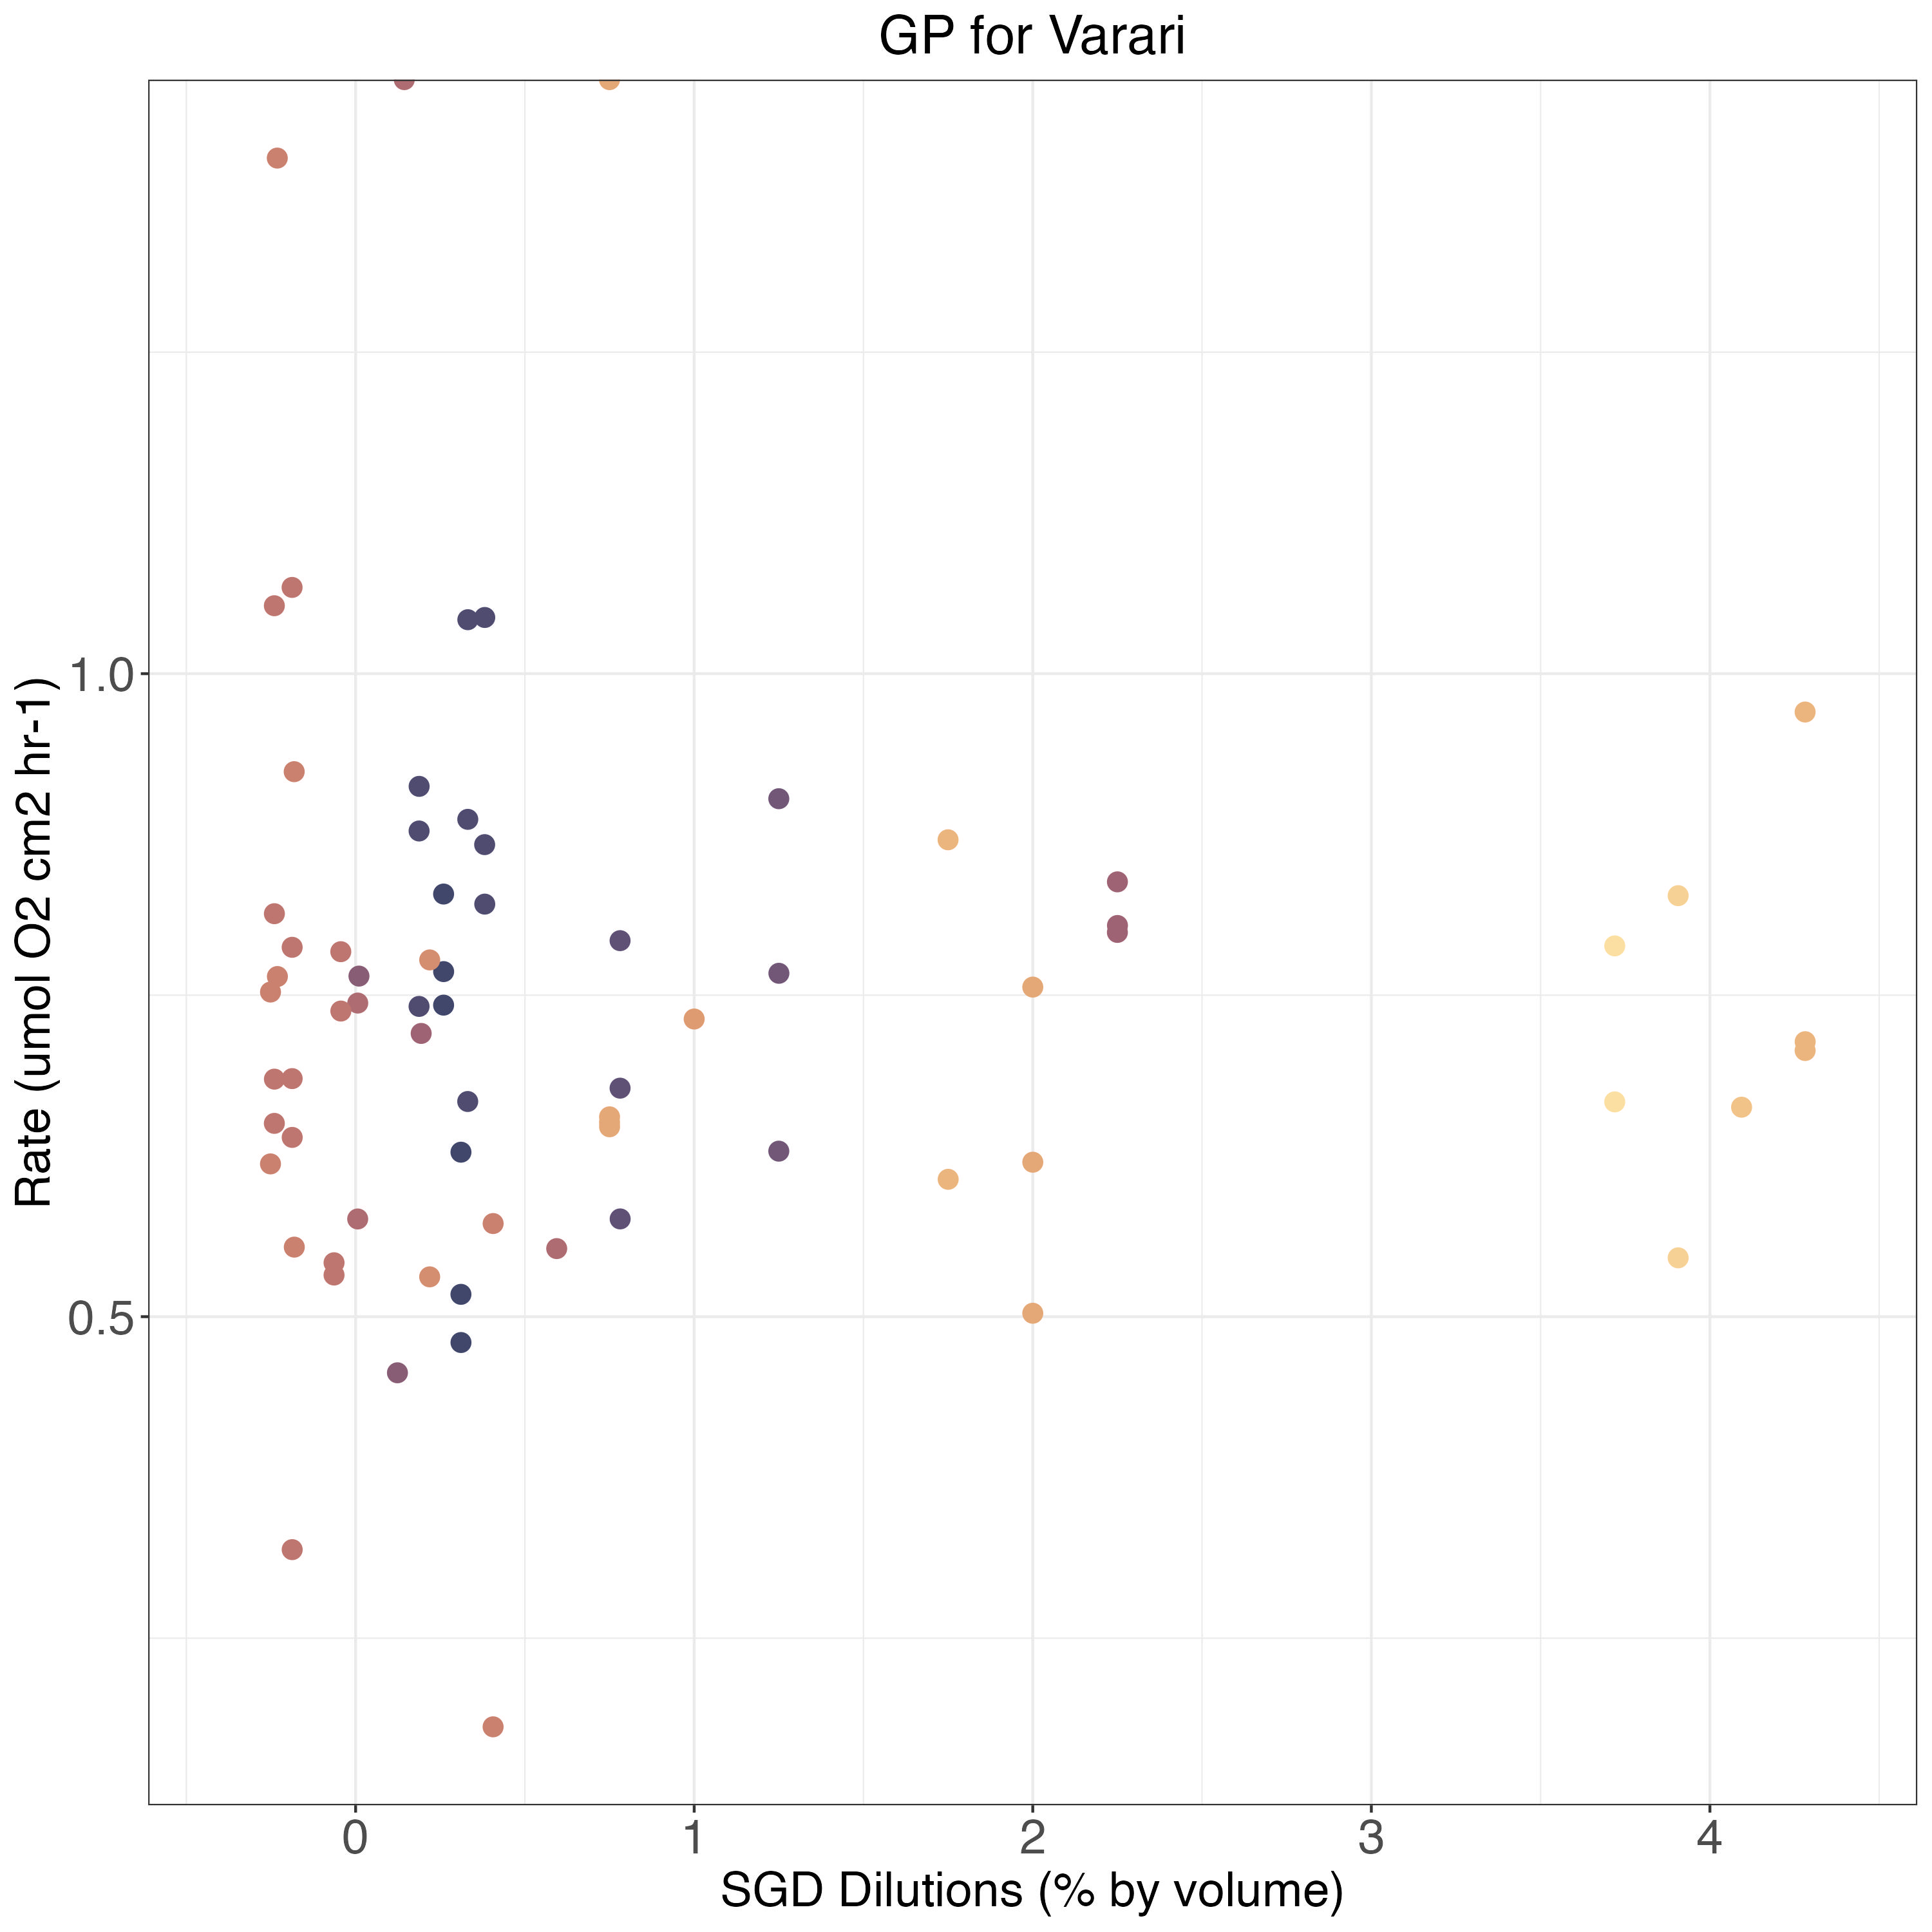 GP for Varari
Rate (umol O2 cm2 hr-1)
1.0
0.5
0 1 2 3 4
SGD Dilutions (% by volume)